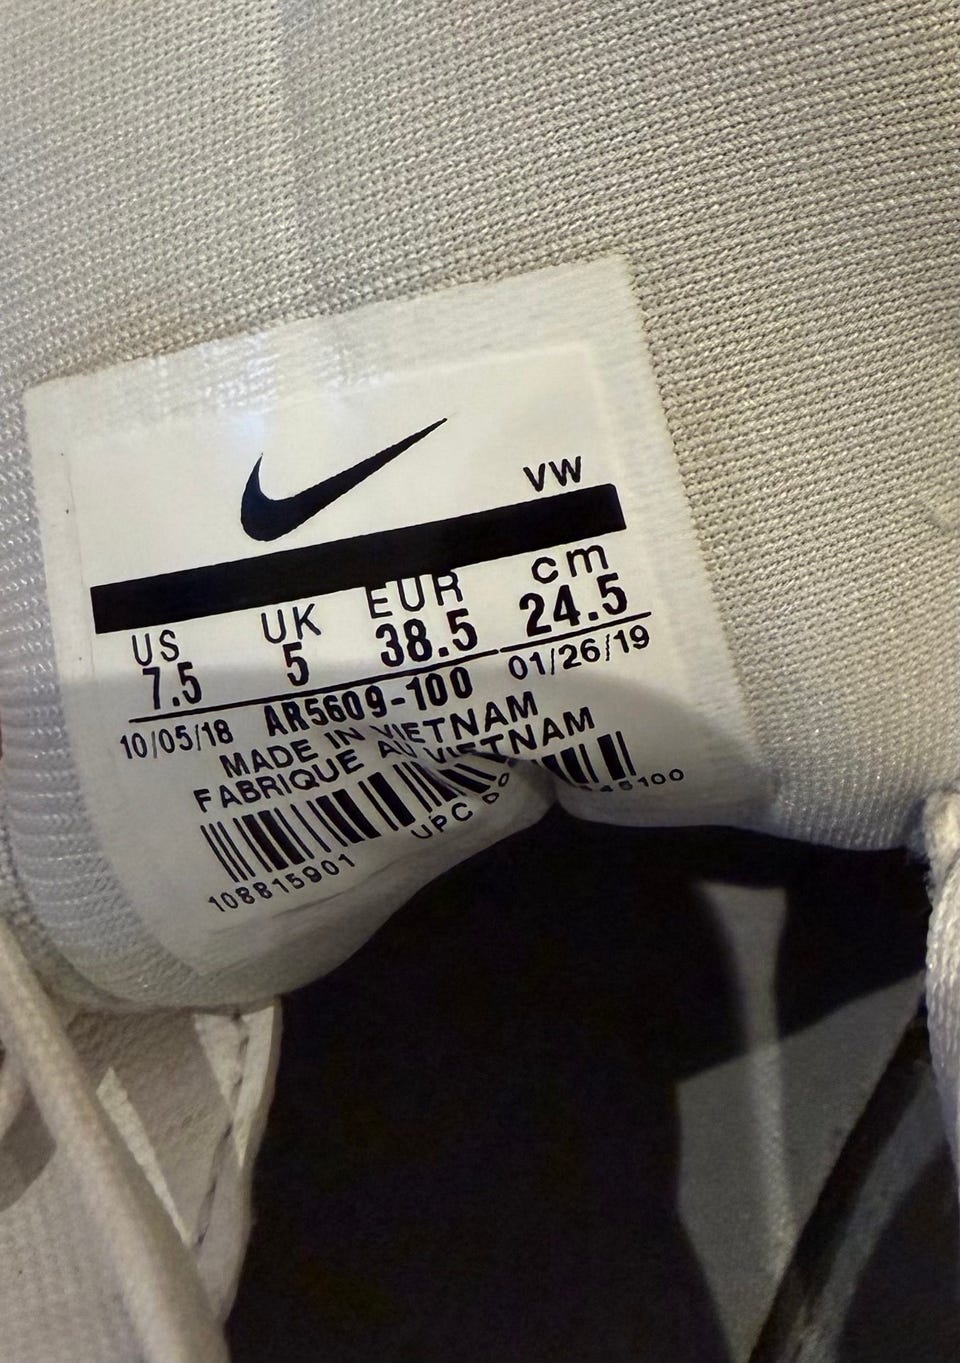 VW
US UK EUR cm
7.5 5 38.5 24.5
10/05/18 AR5609-100 01/26/19
MADE IN VIETNAM
FABRIQUE AU VIETNAM
108815901 UPC